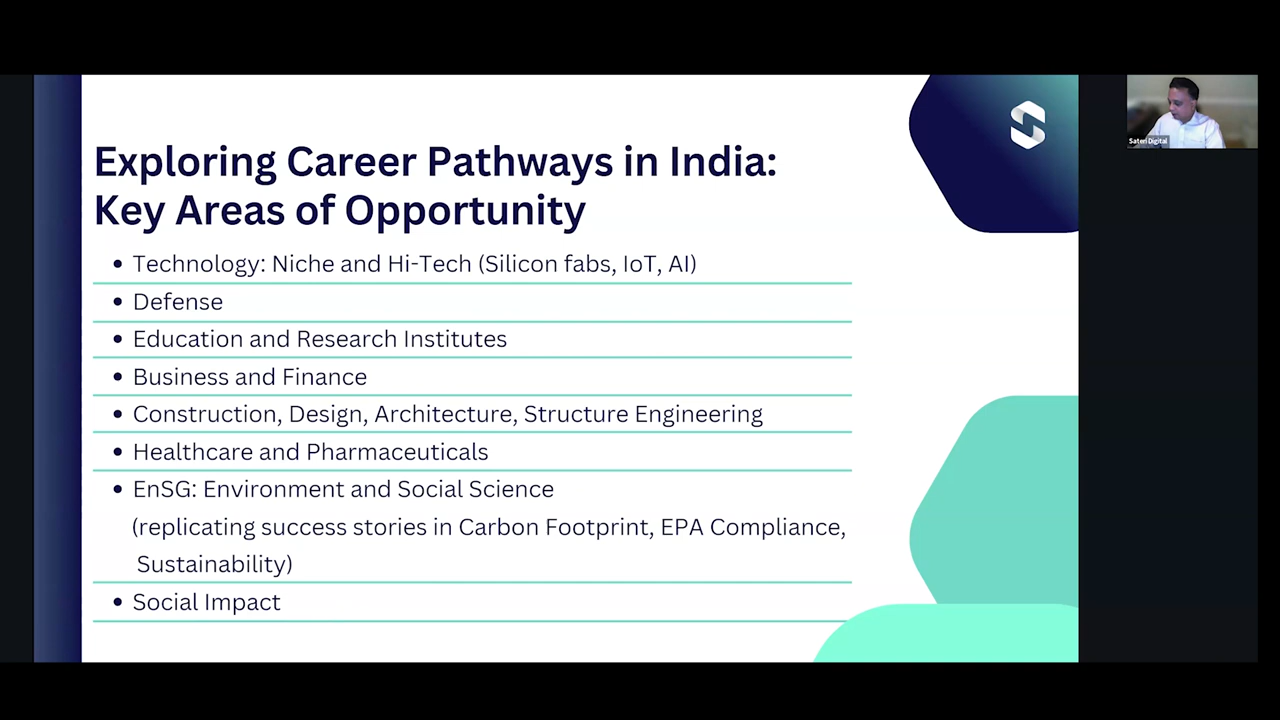 Exploring Career Pathways in India:
Key Areas of Opportunity
• Technology: Niche and Hi-Tech (Silicon fabs, IoT, AI)
• Defense
• Education and Research Institutes
• Business and Finance
• Construction, Design, Architecture, Structure Engineering
• Healthcare and Pharmaceuticals
• EnSG: Environment and Social Science
(replicating success stories in Carbon Footprint, EPA Compliance,
Sustainability)
• Social Impact
Sateri Digital